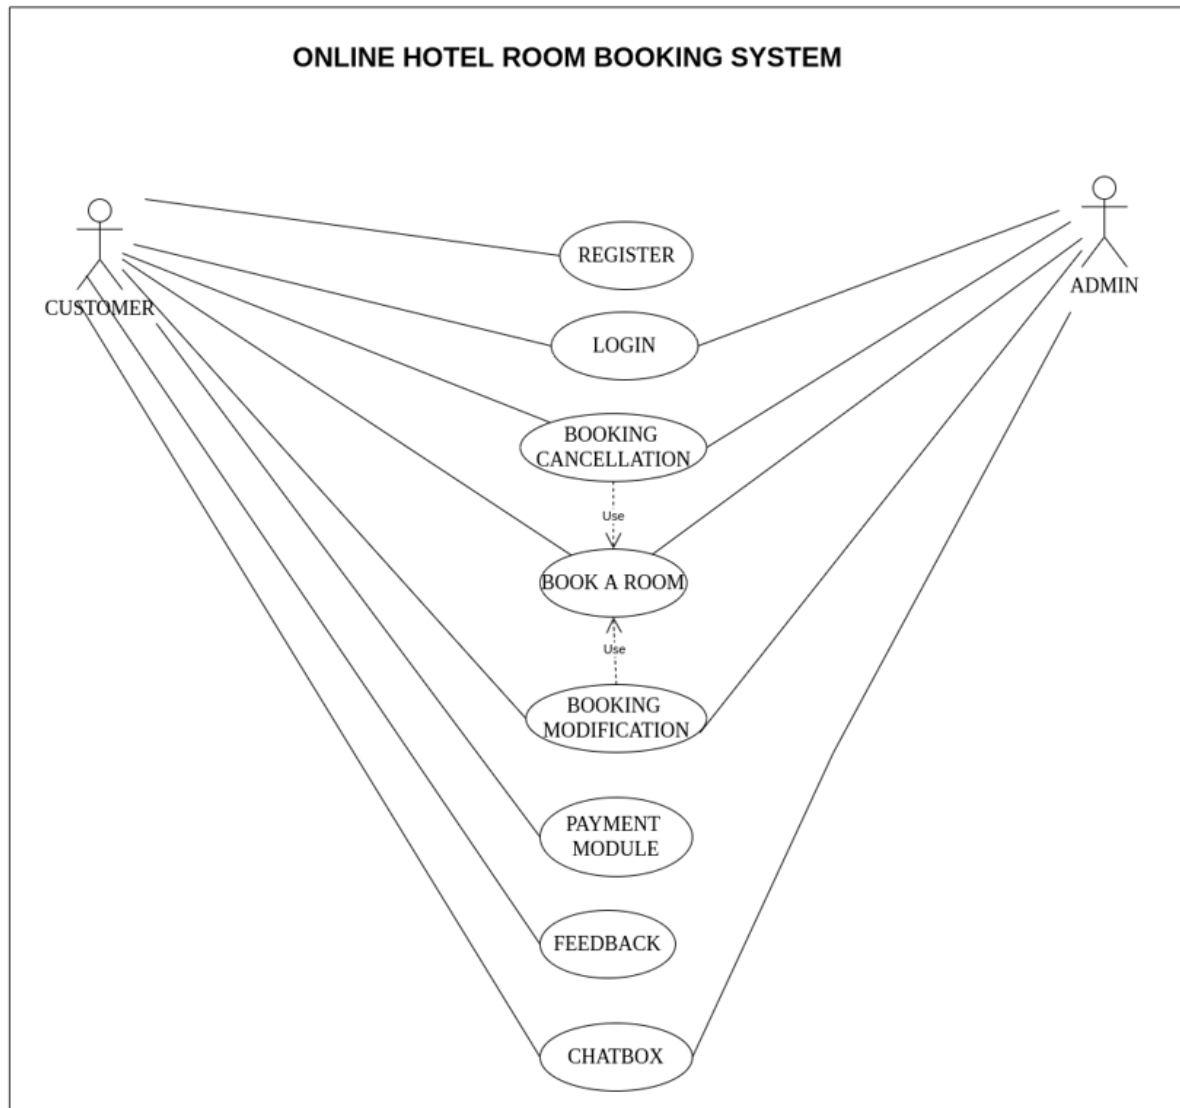 ONLINE HOTEL ROOM BOOKING SYSTEM
REGISTER
CUSTOMER
ADMIN
LOGIN
BOOKING
CANCELLATION
Use
BOOK A ROOM
Use
BOOKING
MODIFICATION
PAYMENT
MODULE
FEEDBACK
CHATBOX